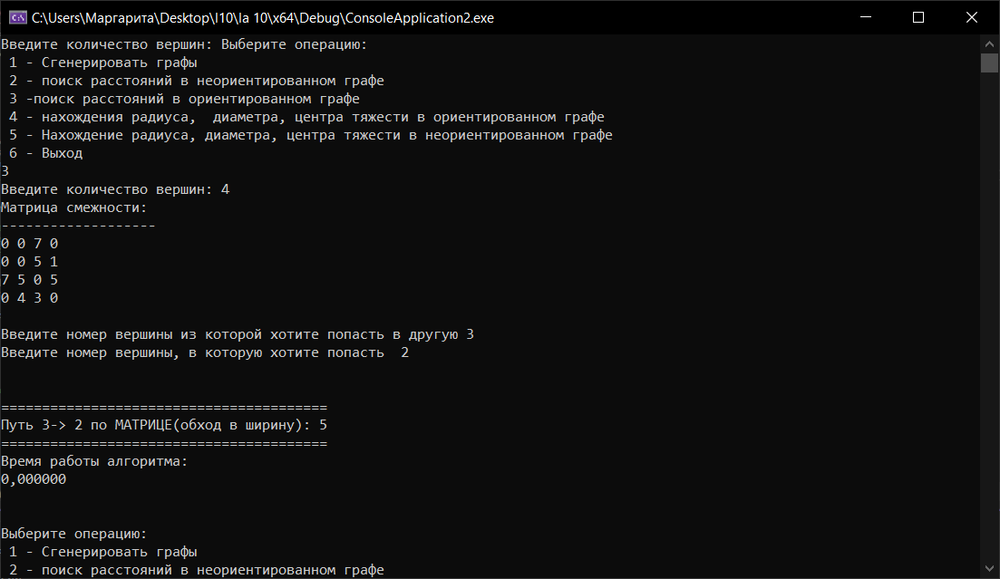 C:\Users\Маргарита\Desktop\l10\la 10\x64\Debug\ConsoleApplication2.exe
Введите количество вершин: Выберите операцию:
1 - Сгенерировать графы
2 - поиск расстояний в неориентированном графе
3 -поиск расстояний в ориентированном графе
4 - нахождения радиуса,  диаметра, центра тяжести в ориентированном графе
5 - Нахождение радиуса, диаметра, центра тяжести в неориентированном графе
6 - Выход
3
Введите количество вершин: 4
Матрица смежности:
-------------------
0 0 7 0
0 0 5 1
7 5 0 5
0 4 3 0
Введите номер вершины из которой хотите попасть в другую 3
Введите номер вершины, в которую хотите попасть  2
========================================
Путь 3-> 2 по МАТРИЦЕ(обход в ширину): 5
========================================
Время работы алгоритма:
0,000000
Выберите операцию:
1 - Сгенерировать графы
2 - поиск расстояний в неориентированном графе